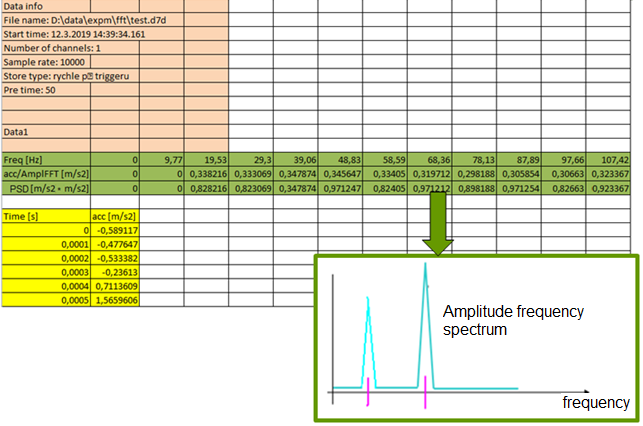 Data info
File name: D:\data\expm\fft\test.d7d
Start time: 12.3.2019 14:39:34.161
Number of channels: 1
Sample rate: 10000
Store type: rychle p⍰ triggeru
Pre time: 50
Data1
Freq [Hz] 0 9,77 19,53 29,3 39,06 48,83 58,59 68,36 78,13 87,89 97,66 107,42
acc/AmplFFT [m/s2] 0 0 0,338216 0,333069 0,347874 0,345647 0,33405 0,319712 0,298188 0,305854 0,30663 0,323367
PSD [m/s2 * m/s2] 0 0 0,828216 0,823069 0,347874 0,971247 0,82405 0,971212 0,898188 0,971254 0,82663 0,923367
Time [s] acc [m/s2]
0 -0,589117
0,0001 -0,477647
0,0002 -0,533382
0,0003 -0,23613
0,0004 0,7113609
0,0005 1,5659606
Amplitude frequency
spectrum
frequency